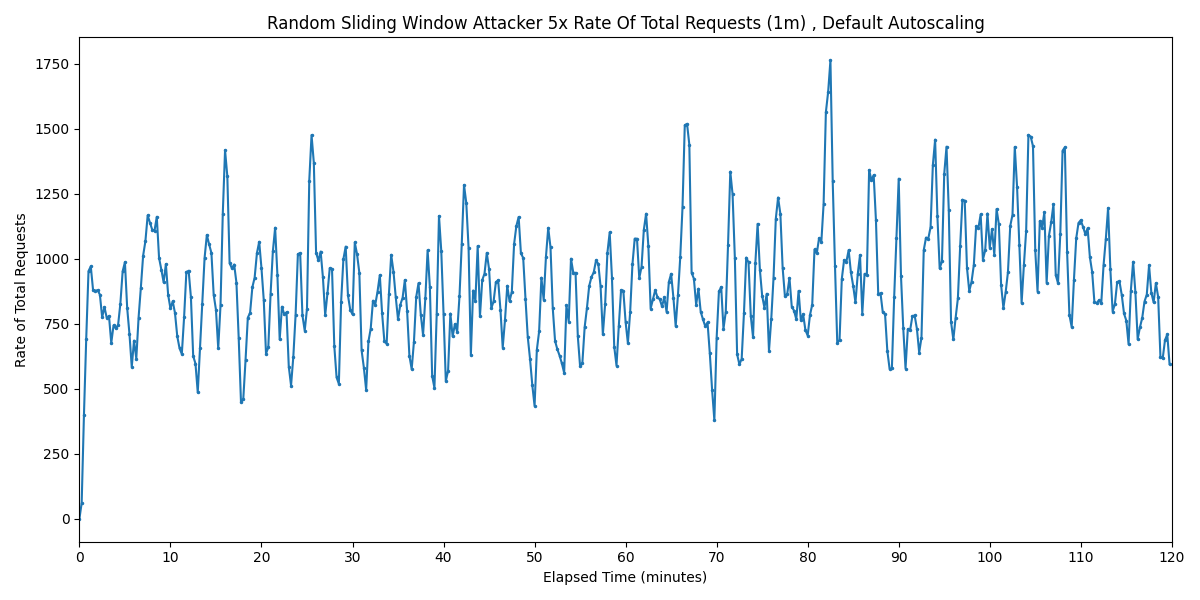 Random Sliding Window Attacker 5x Rate Of Total Requests (1m) , Default Autoscaling
Rate of Total Requests
1750
1500
1250
1000
750
500
250
0
0 10 20 30 40 50 60 70 80 90 100 110 120
Elapsed Time (minutes)